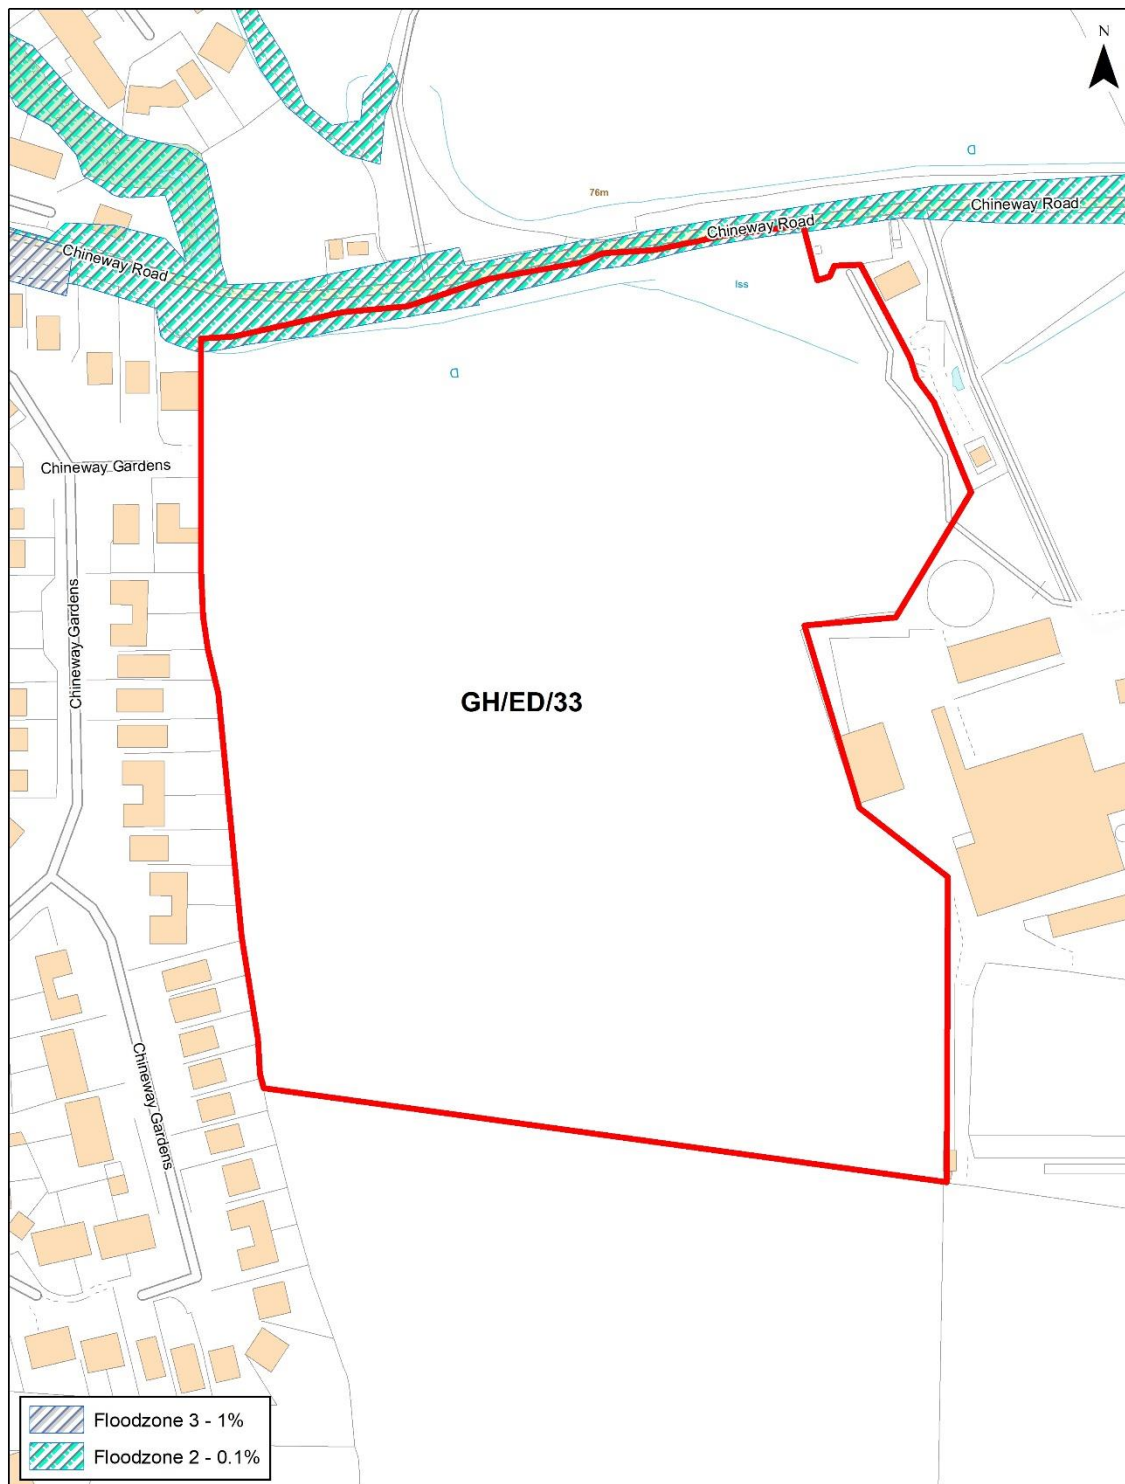 N
D
76m
Chineway Road
Chineway Road
Chineway Road
Iss
D
Chineway Gardens
Chineway Gardens
GH/ED/33
Chineway Gardens
Floodzone 3 - 1%
Floodzone 2 - 0.1%